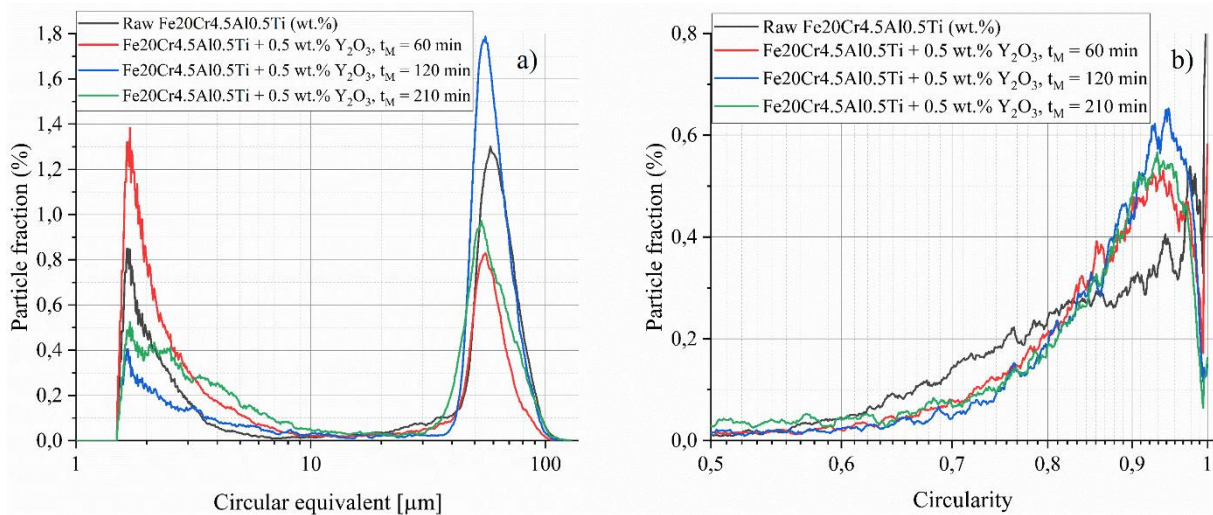 Raw Fe20Cr4.5Al0.5Ti (wt.%)
Fe20Cr4.5Al0.5Ti + 0.5 wt.% Y₂O₃, t_M = 60 min
Fe20Cr4.5Al0.5Ti + 0.5 wt.% Y₂O₃, t_M = 120 min
Fe20Cr4.5Al0.5Ti + 0.5 wt.% Y₂O₃, t_M = 210 min
a)
Particle fraction (%)
1,8
1,6
1,4
1,2
1,0
0,8
0,6
0,4
0,2
0,0
1
10
100
Circular equivalent [μm]
Raw Fe20Cr4.5Al0.5Ti (wt.%)
Fe20Cr4.5Al0.5Ti + 0.5 wt.% Y₂O₃, t_M = 60 min
Fe20Cr4.5Al0.5Ti + 0.5 wt.% Y₂O₃, t_M = 120 min
Fe20Cr4.5Al0.5Ti + 0.5 wt.% Y₂O₃, t_M = 210 min
b)
Particle fraction (%)
0,8
0,6
0,4
0,2
0,0
0,5
0,6
0,7
0,8
0,9
1
Circularity